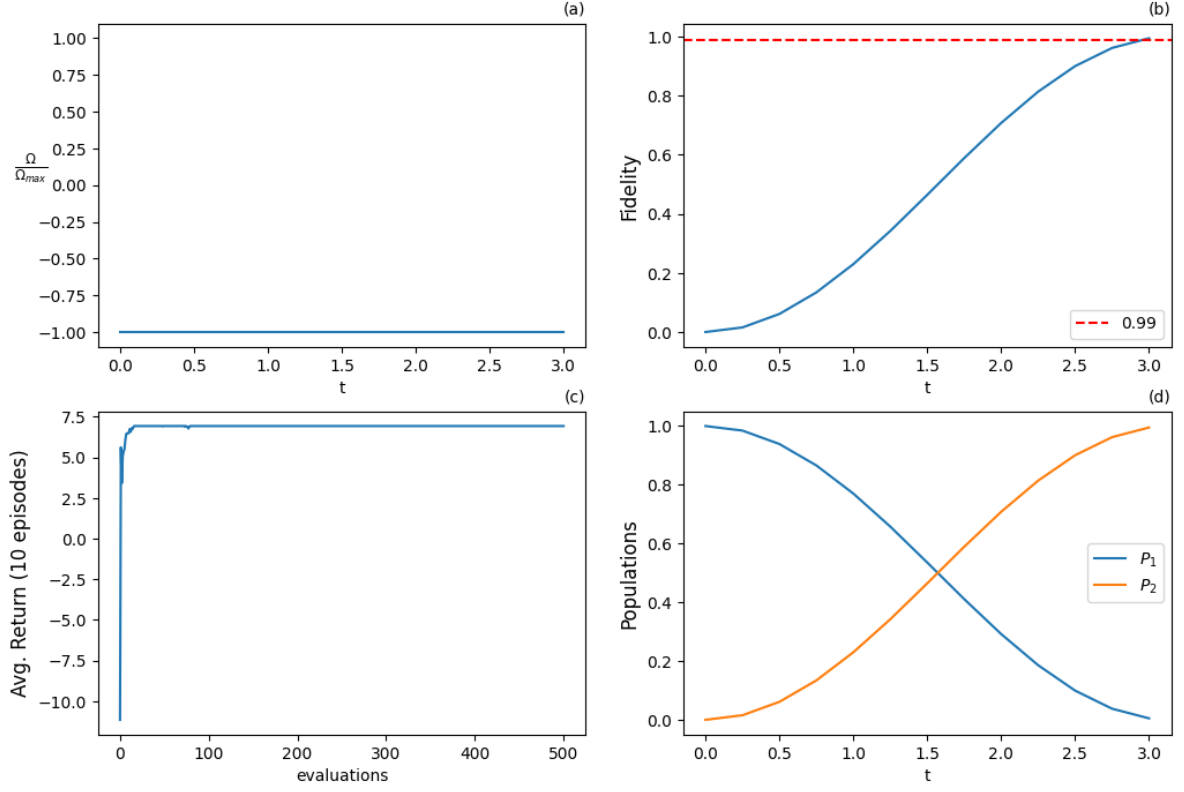 (a)
1.00
0.75
0.50
0.25
0.00
−0.25
−0.50
−0.75
−1.00
Ω
Ωmax
0.0 0.5 1.0 1.5 2.0 2.5 3.0
t
(b)
1.0
0.8
0.6
0.4
0.2
0.0
Fidelity
0.99
0.0 0.5 1.0 1.5 2.0 2.5 3.0
t
(c)
7.5
5.0
2.5
0.0
−2.5
−5.0
−7.5
−10.0
Avg. Return (10 episodes)
0 100 200 300 400 500
evaluations
(d)
1.0
0.8
0.6
0.4
0.2
0.0
Populations
P1
P2
0.0 0.5 1.0 1.5 2.0 2.5 3.0
t